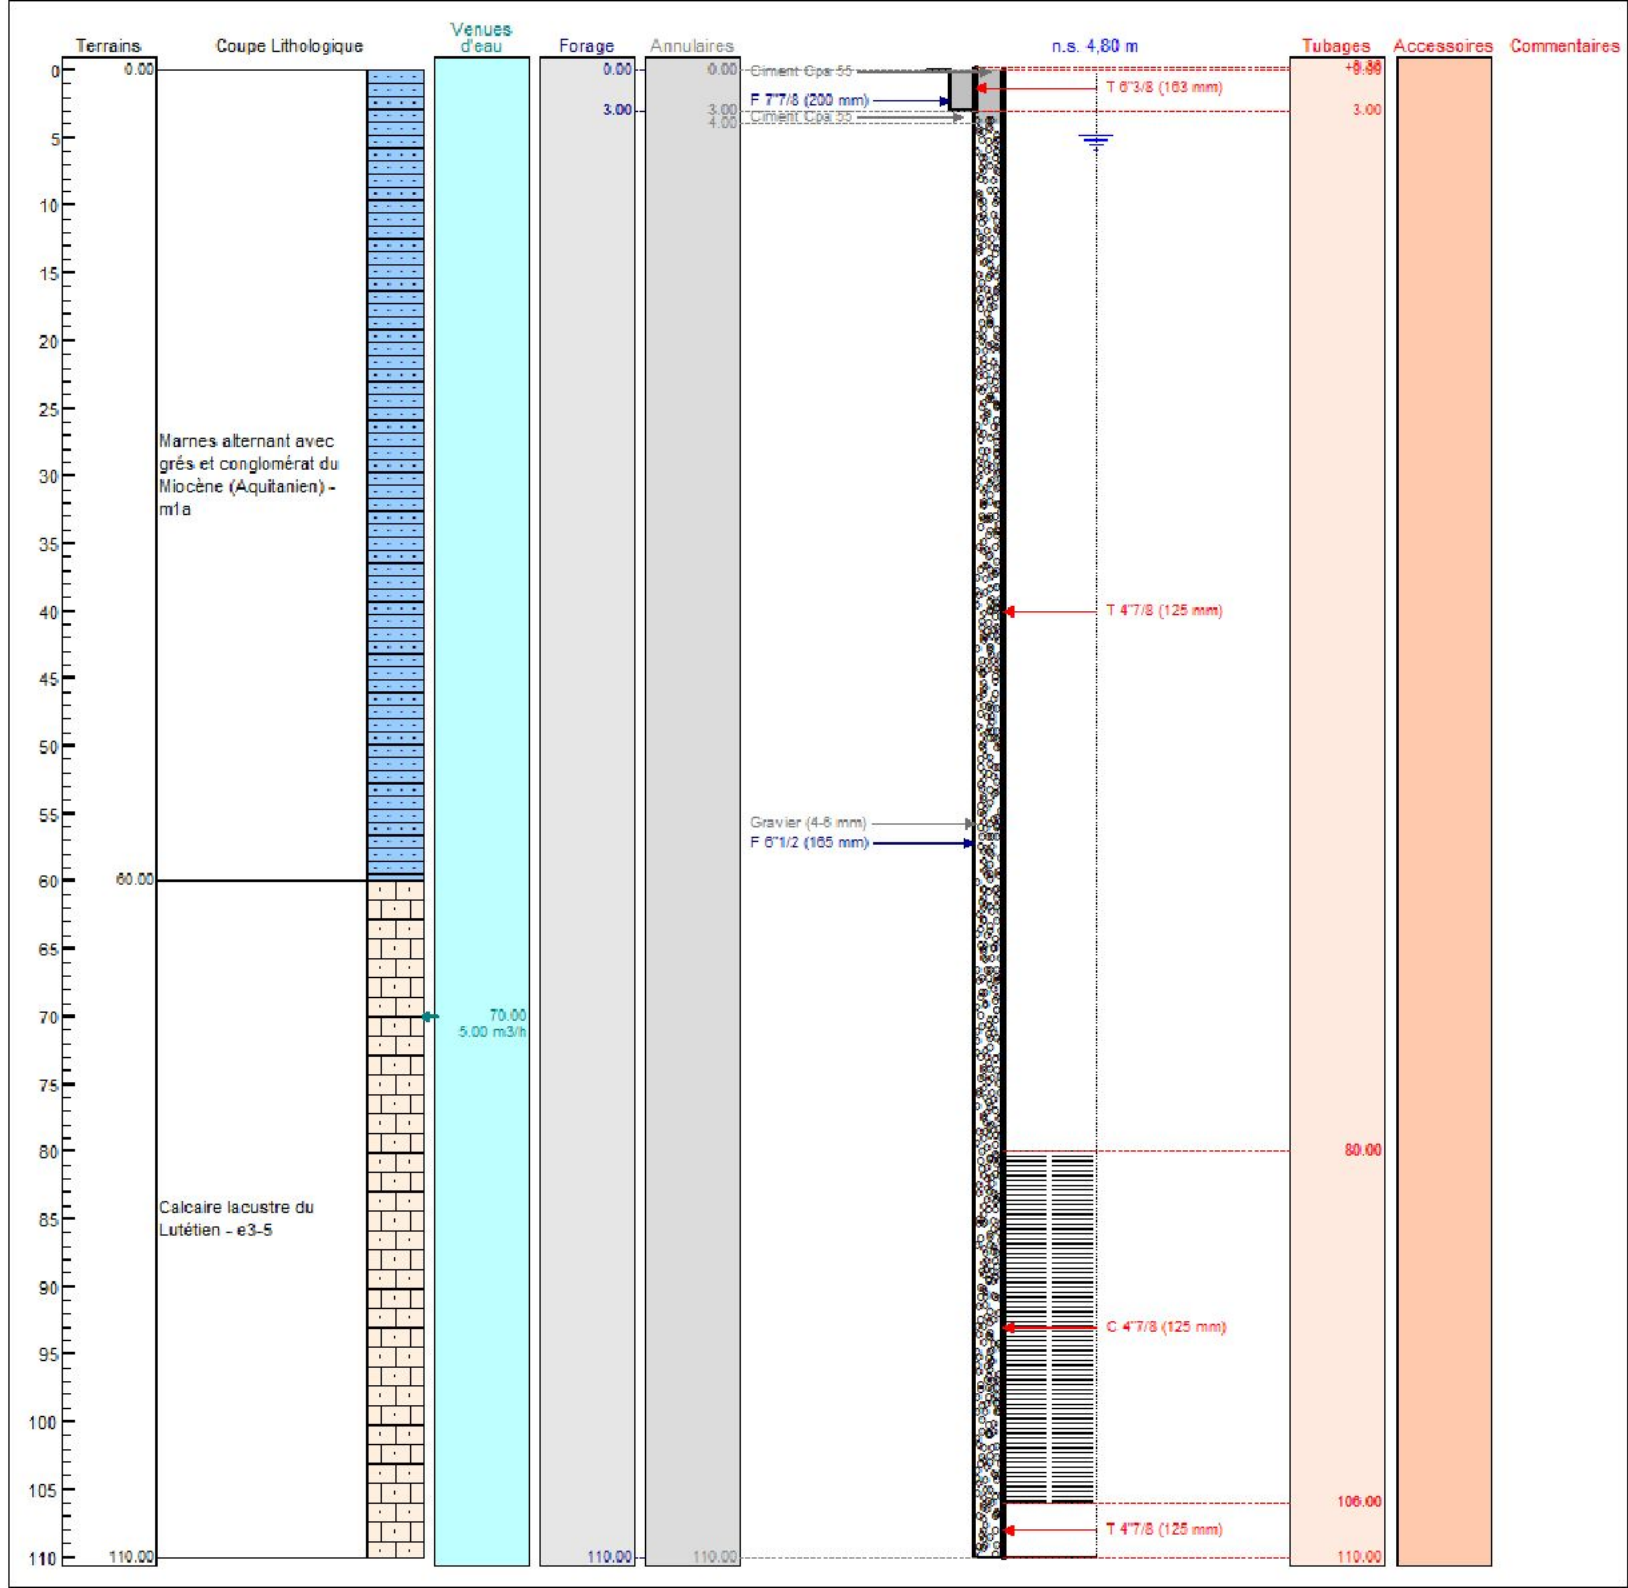 Terrains
Coupe Lithologique
Venues
d'eau
Forage
Annulaires
n.s. 4,80 m
Tubages
Accessoires
Commentaires
0
0.00
0.00
0.00
Ciment Cpa 55
T 6"3/8 (163 mm)
F 7"7/8 (200 mm)
3.00
3.00
3.00
Ciment Cpa 55
4.00
5
10
15
20
25
Marnes alternant avec
grés et conglomérat du
Miocène (Aquitanien) -
m1a
30
35
40
T 4"7/8 (125 mm)
45
50
55
Gravier (4-6 mm)
F 6"1/2 (165 mm)
60
60.00
65
70
70.00
5.00 m3/h
75
80
80.00
Calcaire lacustre du
Lutétien - e3-5
85
90
C 4"7/8 (125 mm)
95
100
105
106.00
T 4"7/8 (125 mm)
110
110.00
110.00
110.00
110.00